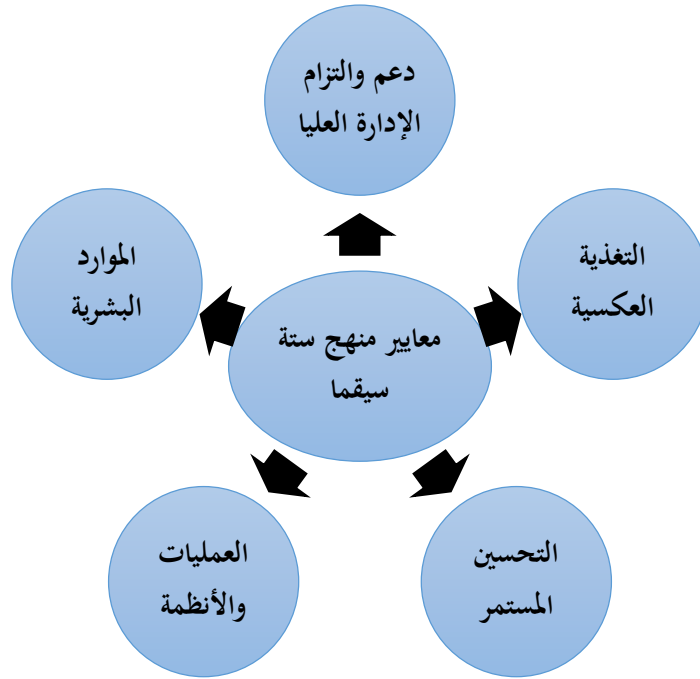 دعم والتزام
الإدارة العليا
التغذية
العكسية
الموارد
البشرية
معايير منهج ستة
سيقما
التحسين
المستمر
العمليات
والأنظمة